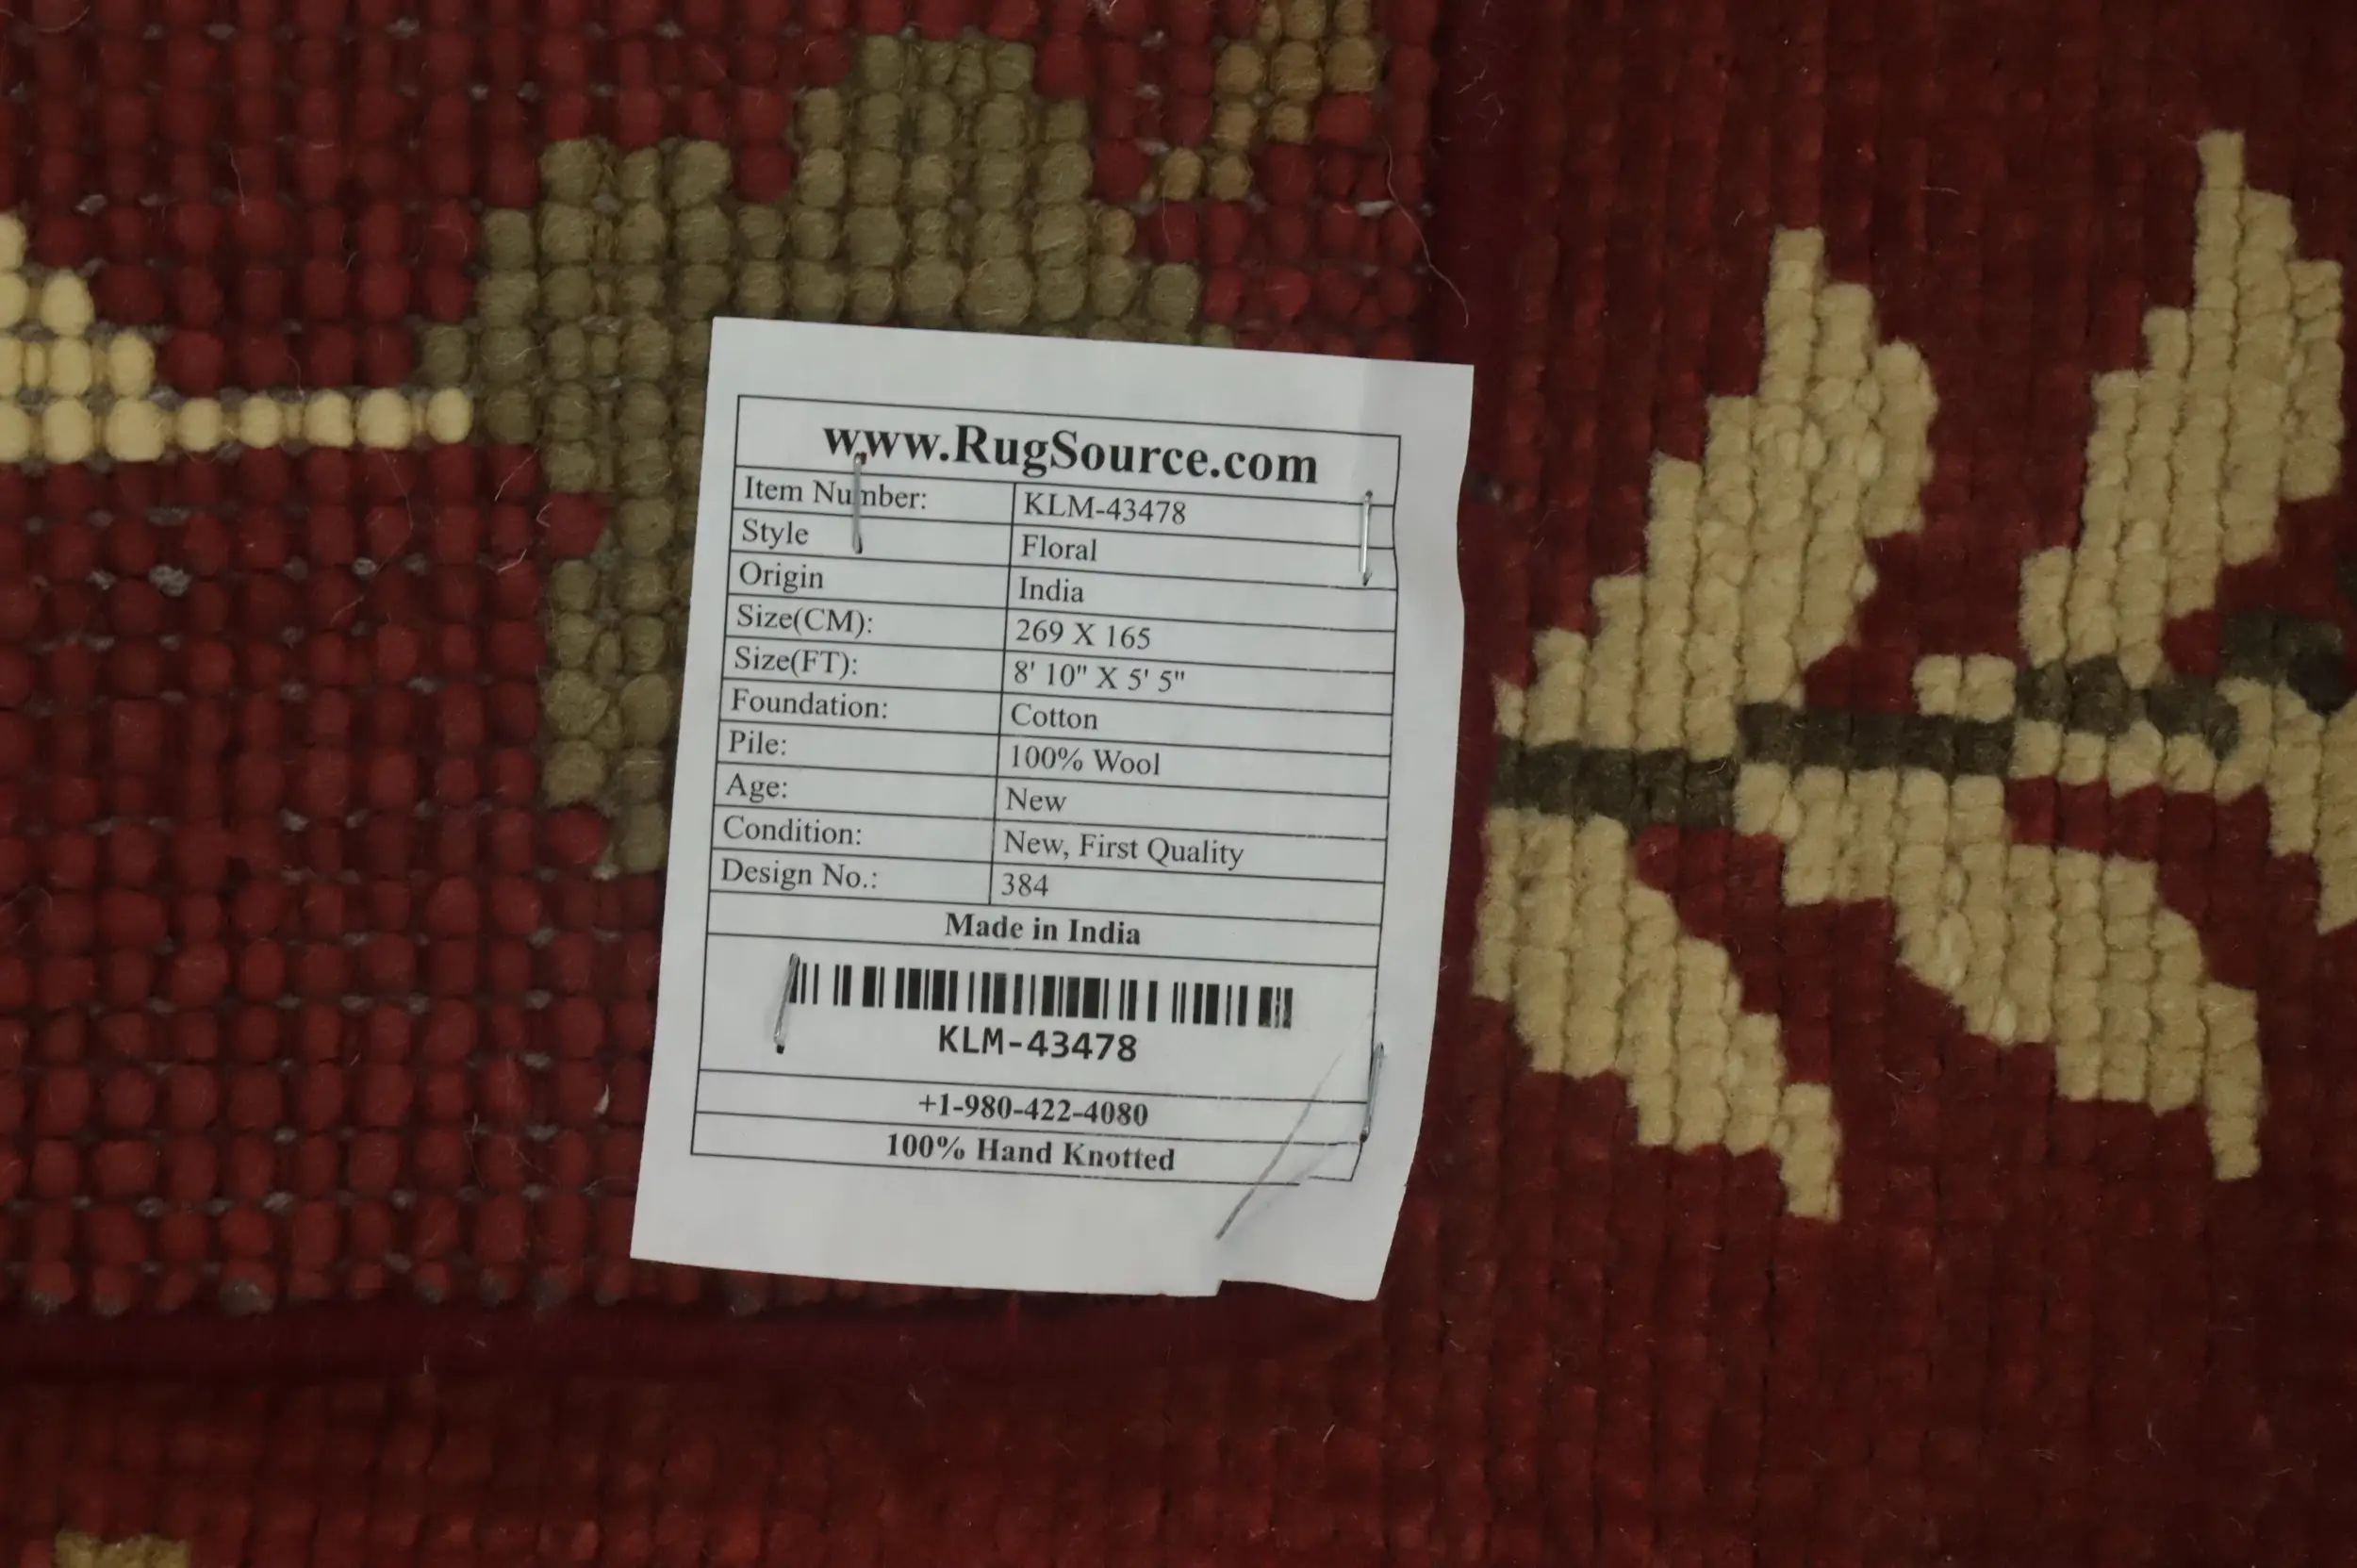 www.RugSource.com
Item Number: KLM-43478
Style Floral
Origin India
Size(CM): 269 X 165
Size(FT): 8' 10" X 5' 5"
Foundation: Cotton
Pile: 100% Wool
Age: New
Condition: New, First Quality
Design No.: 384
Made in India
KLM-43478
+1-980-422-4080
100% Hand Knotted